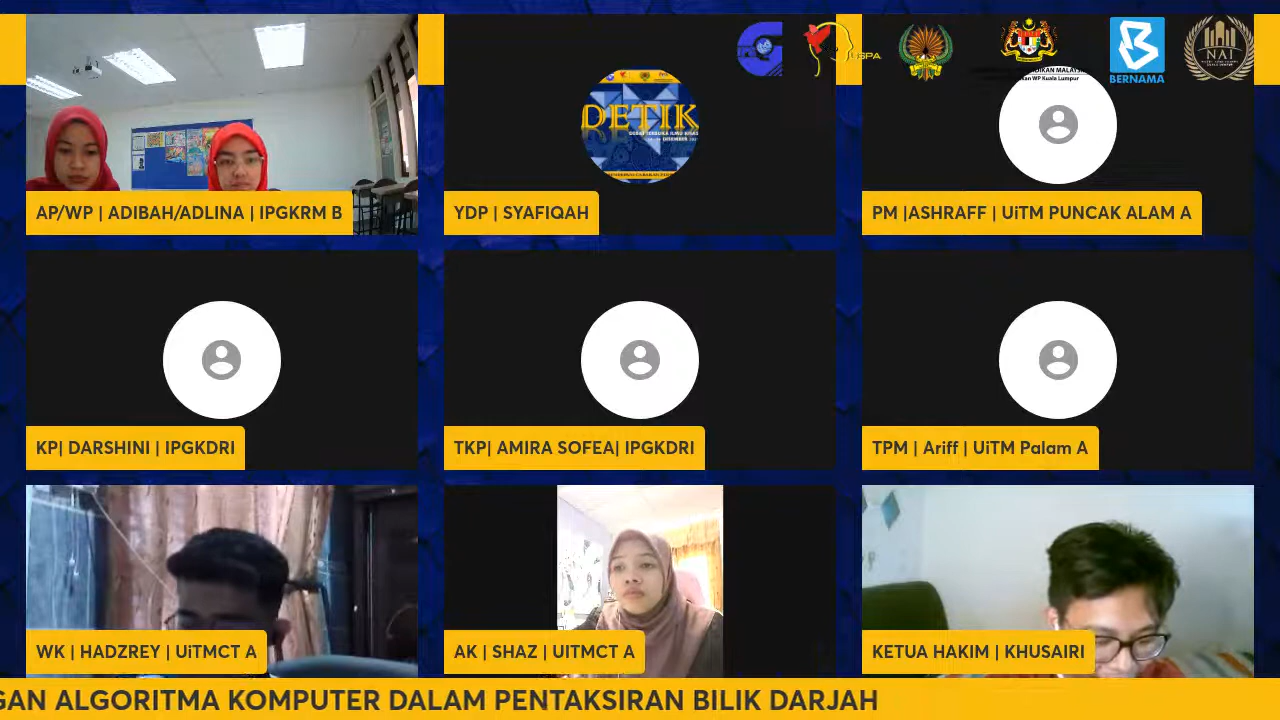 DETIK
BERNAMA
NAI
AP/WP | ADIBAH/ADLINA | IPGKRM B
YDP | SYAFIQAH
PM |ASHRAFF | UiTM PUNCAK ALAM A
KP| DARSHINI | IPGKDRI
TKP| AMIRA SOFEA| IPGKDRI
TPM | Ariff | UiTM Palam A
WK | HADZREY | UiTMCT A
AK | SHAZ | UITMCT A
KETUA HAKIM | KHUSAIRI
GAN ALGORITMA KOMPUTER DALAM PENTAKSIRAN BILIK DARJAH